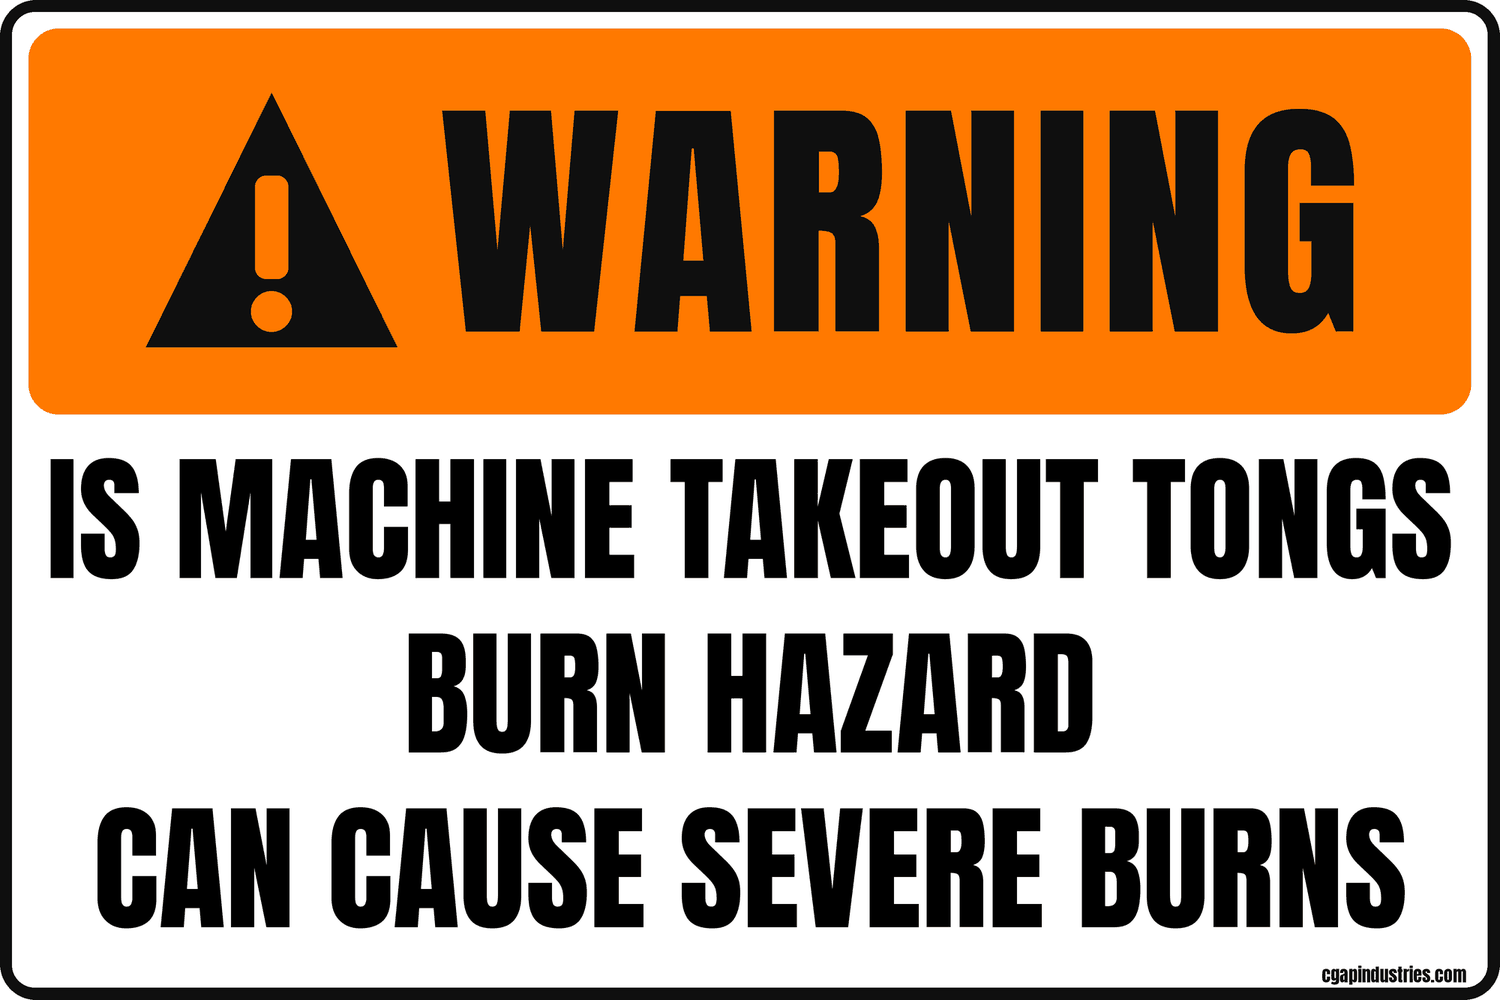 WARNING
IS MACHINE TAKEOUT TONGS
BURN HAZARD
CAN CAUSE SEVERE BURNS
cgapindustries.com